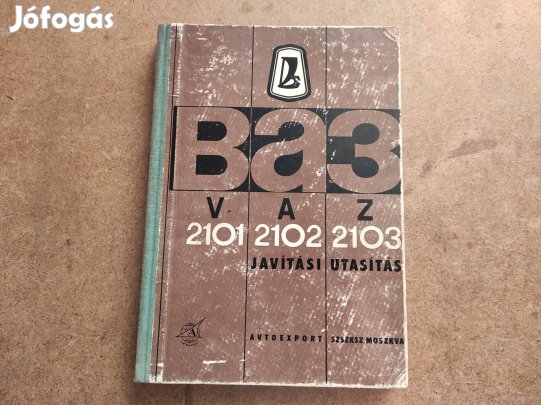 Jófogás
ВАЗ
V A Z
2101 2102 2103
JAVÍTÁSI UTASÍTÁS
AVTOEXPORT SZSZKSZ MOSZKVA